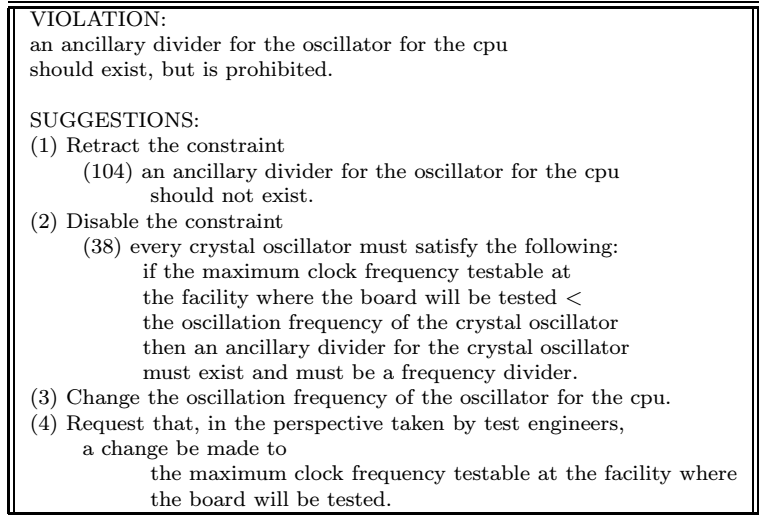 VIOLATION:
an ancillary divider for the oscillator for the cpu
should exist, but is prohibited.
SUGGESTIONS:
(1) Retract the constraint
(104) an ancillary divider for the oscillator for the cpu
should not exist.
(2) Disable the constraint
(38) every crystal oscillator must satisfy the following:
if the maximum clock frequency testable at
the facility where the board will be tested <
the oscillation frequency of the crystal oscillator
then an ancillary divider for the crystal oscillator
must exist and must be a frequency divider.
(3) Change the oscillation frequency of the oscillator for the cpu.
(4) Request that, in the perspective taken by test engineers,
a change be made to
the maximum clock frequency testable at the facility where
the board will be tested.